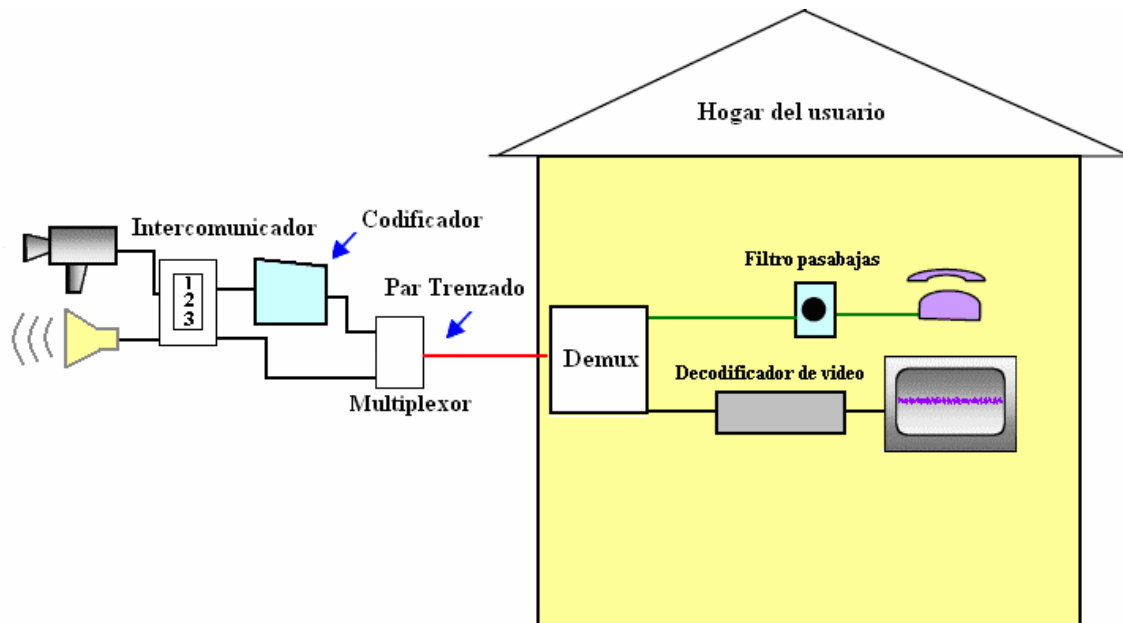 Hogar del usuario
Codificador
Intercomunicador
Filtro pasabajas
Par Trenzado
1
2
3
Demux
Decodificador de video
Multiplexor